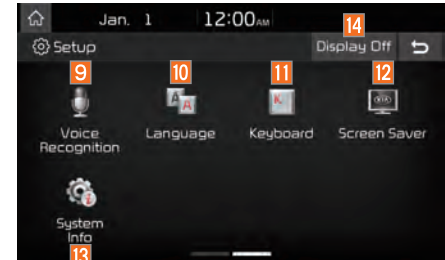 Jan. 1 12:00AM
14
Setup Display Off
9 10 11 12
A A K KIA
Voice Recognition Language Keyboard Screen Saver
System
Info
13